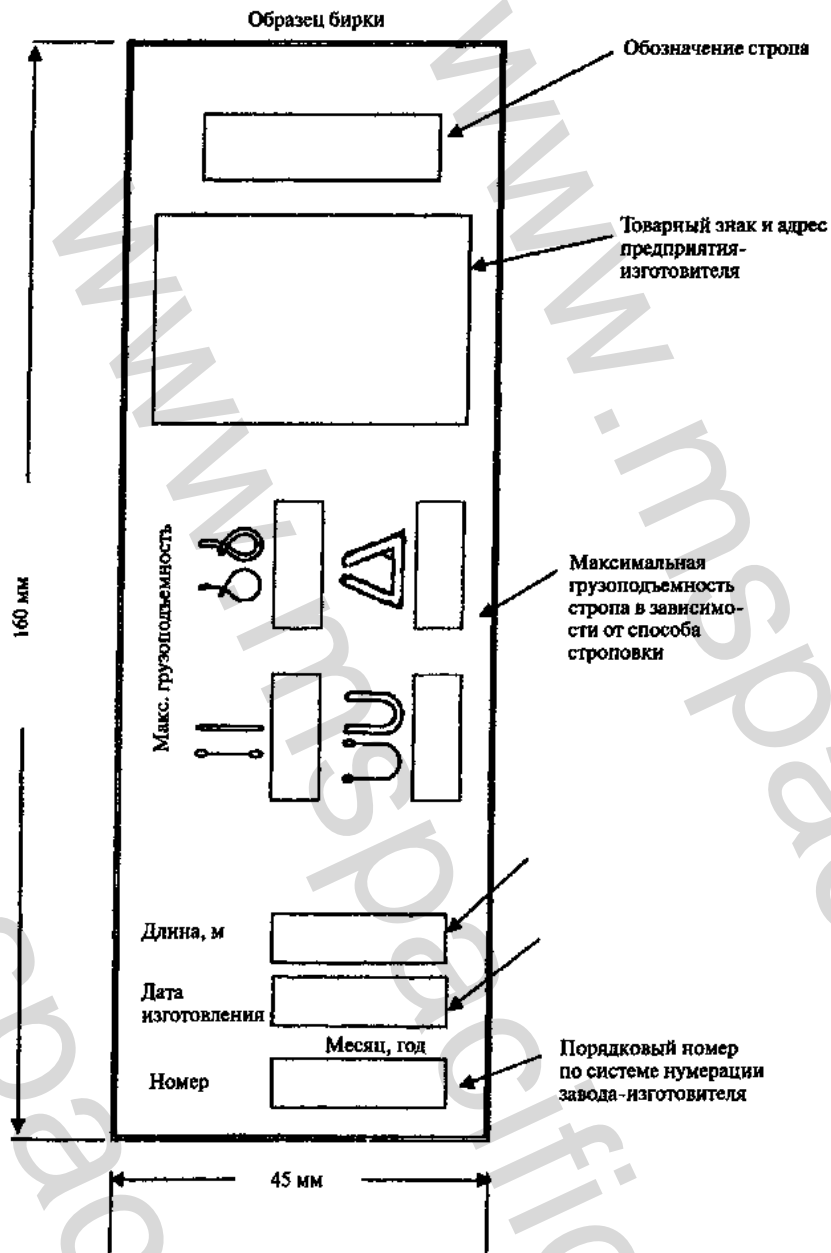 Образец бирки
Обозначение стропа
Товарный знак и адрес
предприятия-
изготовителя
160 мм
Макс. грузоподъемность
Максимальная
грузоподъемность
стропа в зависимо-
сти от способа
строповки
Длина, м
Дата
изготовления
Месяц, год
Номер
Порядковый номер
по системе нумерации
завода-изготовителя
45 мм